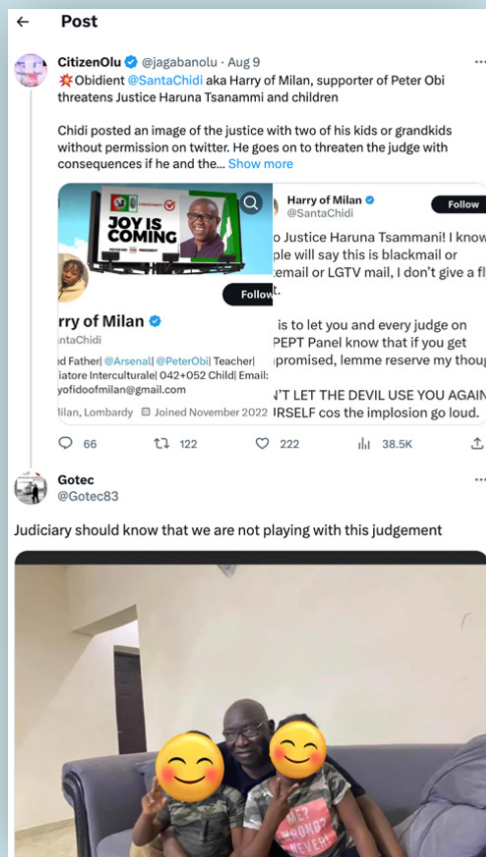 Post
CitizenOlu @jagabanolu · Aug 9
Obidient @SantaChidi aka Harry of Milan, supporter of Peter Obi
threatens Justice Haruna Tsanammi and children
Chidi posted an image of the justice with two of his kids or grandkids
without permission on twitter. He goes on to threaten the judge with
consequences if he and the... Show more
JOY IS
COMING
rry of Milan
ntaChidi
d Father| @Arsenal| @PeterObi| Teacher|
iatore Interculturale| 042+052 Child| Email:
yofidoofmilan@gmail.com
Milan, Lombardy Joined November 2022
Follow
Harry of Milan
@SantaChidi
Follow
o Justice Haruna Tsammani! I know
ple will say this is blackmail or
email or LGTV mail, I don't give a fl
t.
is to let you and every judge on
PEPT Panel know that if you get
promised, lemme reserve my thoug
N'T LET THE DEVIL USE YOU AGAIN
RSELF cos the implosion go loud.
66 122 222 38.5K
Gotec
@Gotec83
Judiciary should know that we are not playing with this judgement
ME?
WRONG?
NEVER!